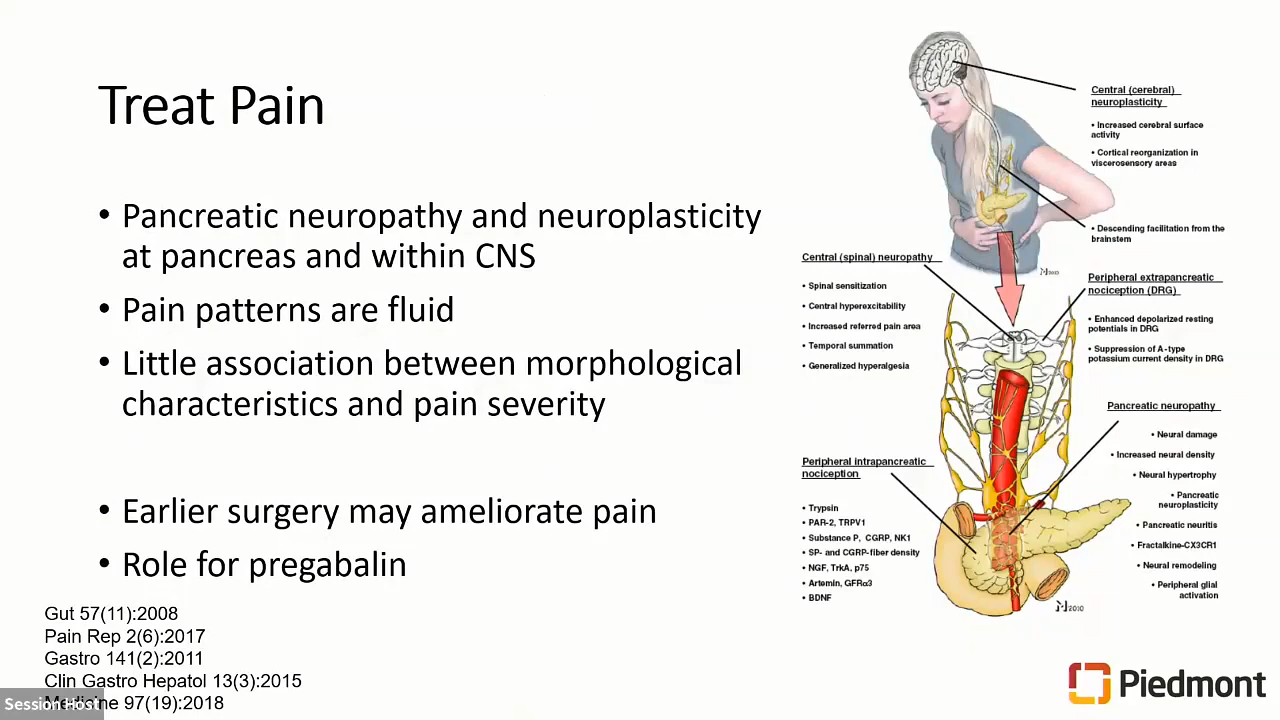 Treat Pain
• Pancreatic neuropathy and neuroplasticity
at pancreas and within CNS
• Pain patterns are fluid
• Little association between morphological
characteristics and pain severity
• Earlier surgery may ameliorate pain
• Role for pregabalin
Gut 57(11):2008
Pain Rep 2(6):2017
Gastro 141(2):2011
Clin Gastro Hepatol 13(3):2015
Medicine 97(19):2018
Session Host
Central (cerebral)
neuroplasticity
• Increased cerebral surface
activity
• Cortical reorganization in
viscerosensory areas
• Descending facilitation from the
brainstem
Central (spinal) neuropathy
• Spinal sensitization
• Central hyperexcitability
• Increased referred pain area
• Temporal summation
• Generalized hyperalgesia
Peripheral extrapancreatic
nociception (DRG)
• Enhanced depolarized resting
potentials in DRG
• Suppression of A-type
potassium current density in DRG
Pancreatic neuropathy
• Neural damage
• Increased neural density
• Neural hypertrophy
• Pancreatic
neuroplasticity
• Pancreatic neuritis
• Fractalkine-CX3CR1
• Neural remodeling
• Peripheral glial
activation
Peripheral intrapancreatic
nociception
• Trypsin
• PAR-2, TRPV1
• Substance P, CGRP, NK1
• SP- and CGRP-fiber density
• NGF, TrkA, p75
• Artemin, GFRα3
• BDNF
2010
Piedmont